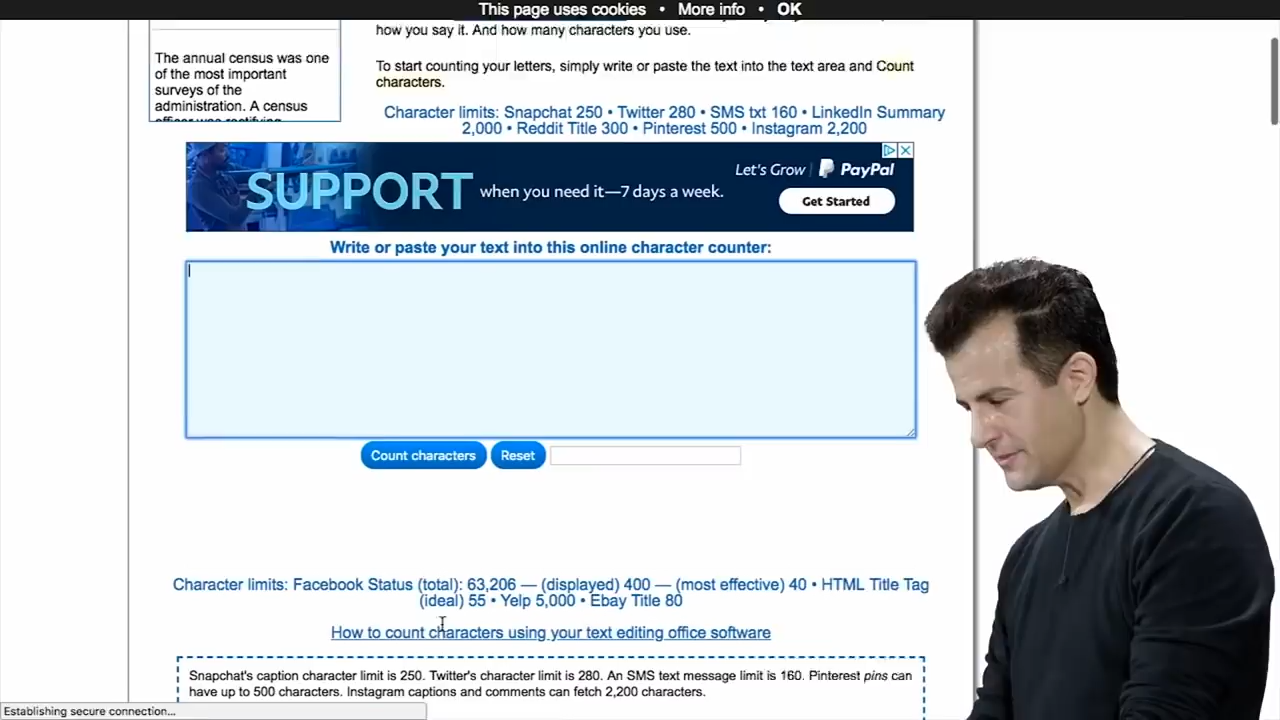 This page uses cookies • More info • OK
how you say it. And how many characters you use.
The annual census was one
of the most important
surveys of the
administration. A census
officer was rectifying
To start counting your letters, simply write or paste the text into the text area and Count
characters.
Character limits: Snapchat 250 • Twitter 280 • SMS txt 160 • LinkedIn Summary
2,000 • Reddit Title 300 • Pinterest 500 • Instagram 2,200
SUPPORT when you need it—7 days a week.
Let's Grow PayPal
Get Started
Write or paste your text into this online character counter:
Count characters Reset
Character limits: Facebook Status (total): 63,206 — (displayed) 400 — (most effective) 40 • HTML Title Tag
(ideal) 55 • Yelp 5,000 • Ebay Title 80
How to count characters using your text editing office software
Snapchat's caption character limit is 250. Twitter's character limit is 280. An SMS text message limit is 160. Pinterest pins can
have up to 500 characters. Instagram captions and comments can fetch 2,200 characters.
Establishing secure connection...